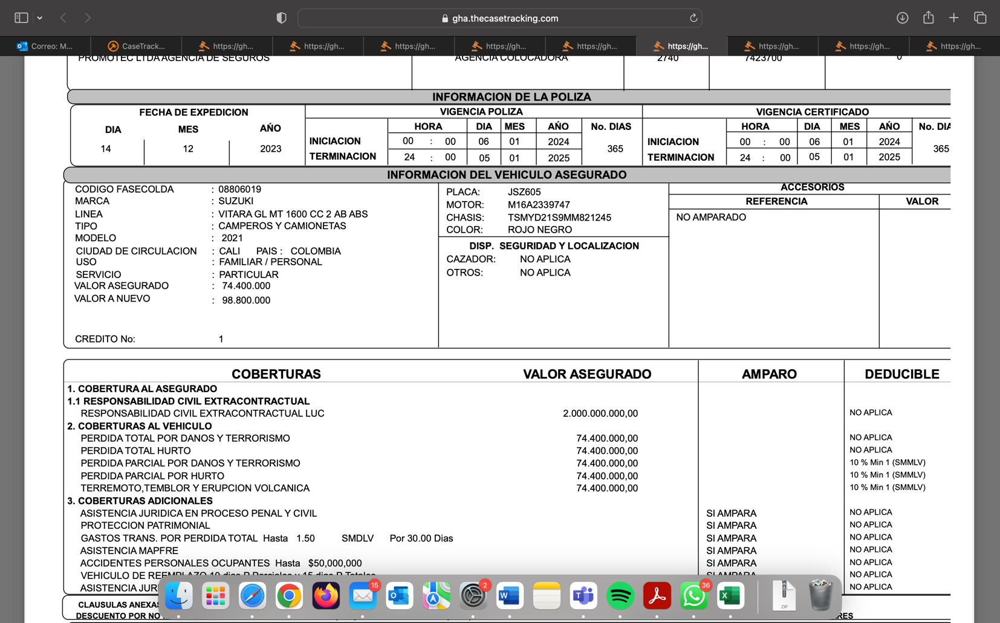 gha.thecasetracking.com
Correo: M...
CaseTrack...
https://gh...
https://gh...
https://gh...
https://gh...
https://gh...
https://gh...
https://gh...
https://gh...
https://gh...
PROMOTEC LTDA AGENCIA DE SEGUROS AGENCIA COLOCADORA 2740 7423700 0
INFORMACION DE LA POLIZA
FECHA DE EXPEDICION VIGENCIA POLIZA VIGENCIA CERTIFICADO
DIA MES AŃO HORA DIA MES AŃO No. DIAS HORA DIA MES AŃO No. DIA
14 12 2023 INICIACION 00 : 00 06 01 2024 365 INICIACION 00 : 00 06 01 2024 365
TERMINACION 24 : 00 05 01 2025 TERMINACION 24 : 00 05 01 2025
INFORMACION DEL VEHICULO ASEGURADO
CODIGO FASECOLDA : 08806019
MARCA : SUZUKI
LINEA : VITARA GL MT 1600 CC 2 AB ABS
TIPO : CAMPEROS Y CAMIONETAS
MODELO : 2021
CIUDAD DE CIRCULACION : CALI PAIS : COLOMBIA
USO : FAMILIAR / PERSONAL
SERVICIO : PARTICULAR
VALOR ASEGURADO : 74.400.000
VALOR A NUEVO : 98.800.000
CREDITO No: 1
PLACA: JSZ605
MOTOR: M16A2339747
CHASIS: TSMYD21S9MM821245
COLOR: ROJO NEGRO
DISP. SEGURIDAD Y LOCALIZACION
CAZADOR: NO APLICA
OTROS: NO APLICA
ACCESORIOS
REFERENCIA VALOR
NO AMPARADO
COBERTURAS VALOR ASEGURADO AMPARO DEDUCIBLE
1. COBERTURA AL ASEGURADO
1.1 RESPONSABILIDAD CIVIL EXTRACONTRACTUAL
RESPONSABILIDAD CIVIL EXTRACONTRACTUAL LUC 2.000.000.000,00 NO APLICA
2. COBERTURAS AL VEHICULO
PERDIDA TOTAL POR DANOS Y TERRORISMO 74.400.000,00 NO APLICA
PERDIDA TOTAL HURTO 74.400.000,00 NO APLICA
PERDIDA PARCIAL POR DANOS Y TERRORISMO 74.400.000,00 10 % Min 1 (SMMLV)
PERDIDA PARCIAL POR HURTO 74.400.000,00 10 % Min 1 (SMMLV)
TERREMOTO,TEMBLOR Y ERUPCION VOLCANICA 74.400.000,00 10 % Min 1 (SMMLV)
3. COBERTURAS ADICIONALES
ASISTENCIA JURIDICA EN PROCESO PENAL Y CIVIL SI AMPARA NO APLICA
PROTECCION PATRIMONIAL SI AMPARA NO APLICA
GASTOS TRANS. POR PERDIDA TOTAL Hasta 1.50 SMDLV Por 30.00 Dias SI AMPARA NO APLICA
ASISTENCIA MAPFRE SI AMPARA NO APLICA
ACCIDENTES PERSONALES OCUPANTES Hasta $50,000,000 SI AMPARA NO APLICA
VEHICULO DE REEMPLAZO 10 dias P.Parciales y 15 dias P.Totales SI AMPARA NO APLICA
ASISTENCIA JURI NO APLICA
CLAUSULAS ANEXAS
DESCUENTO POR NO RES
15
2
36
ZIP